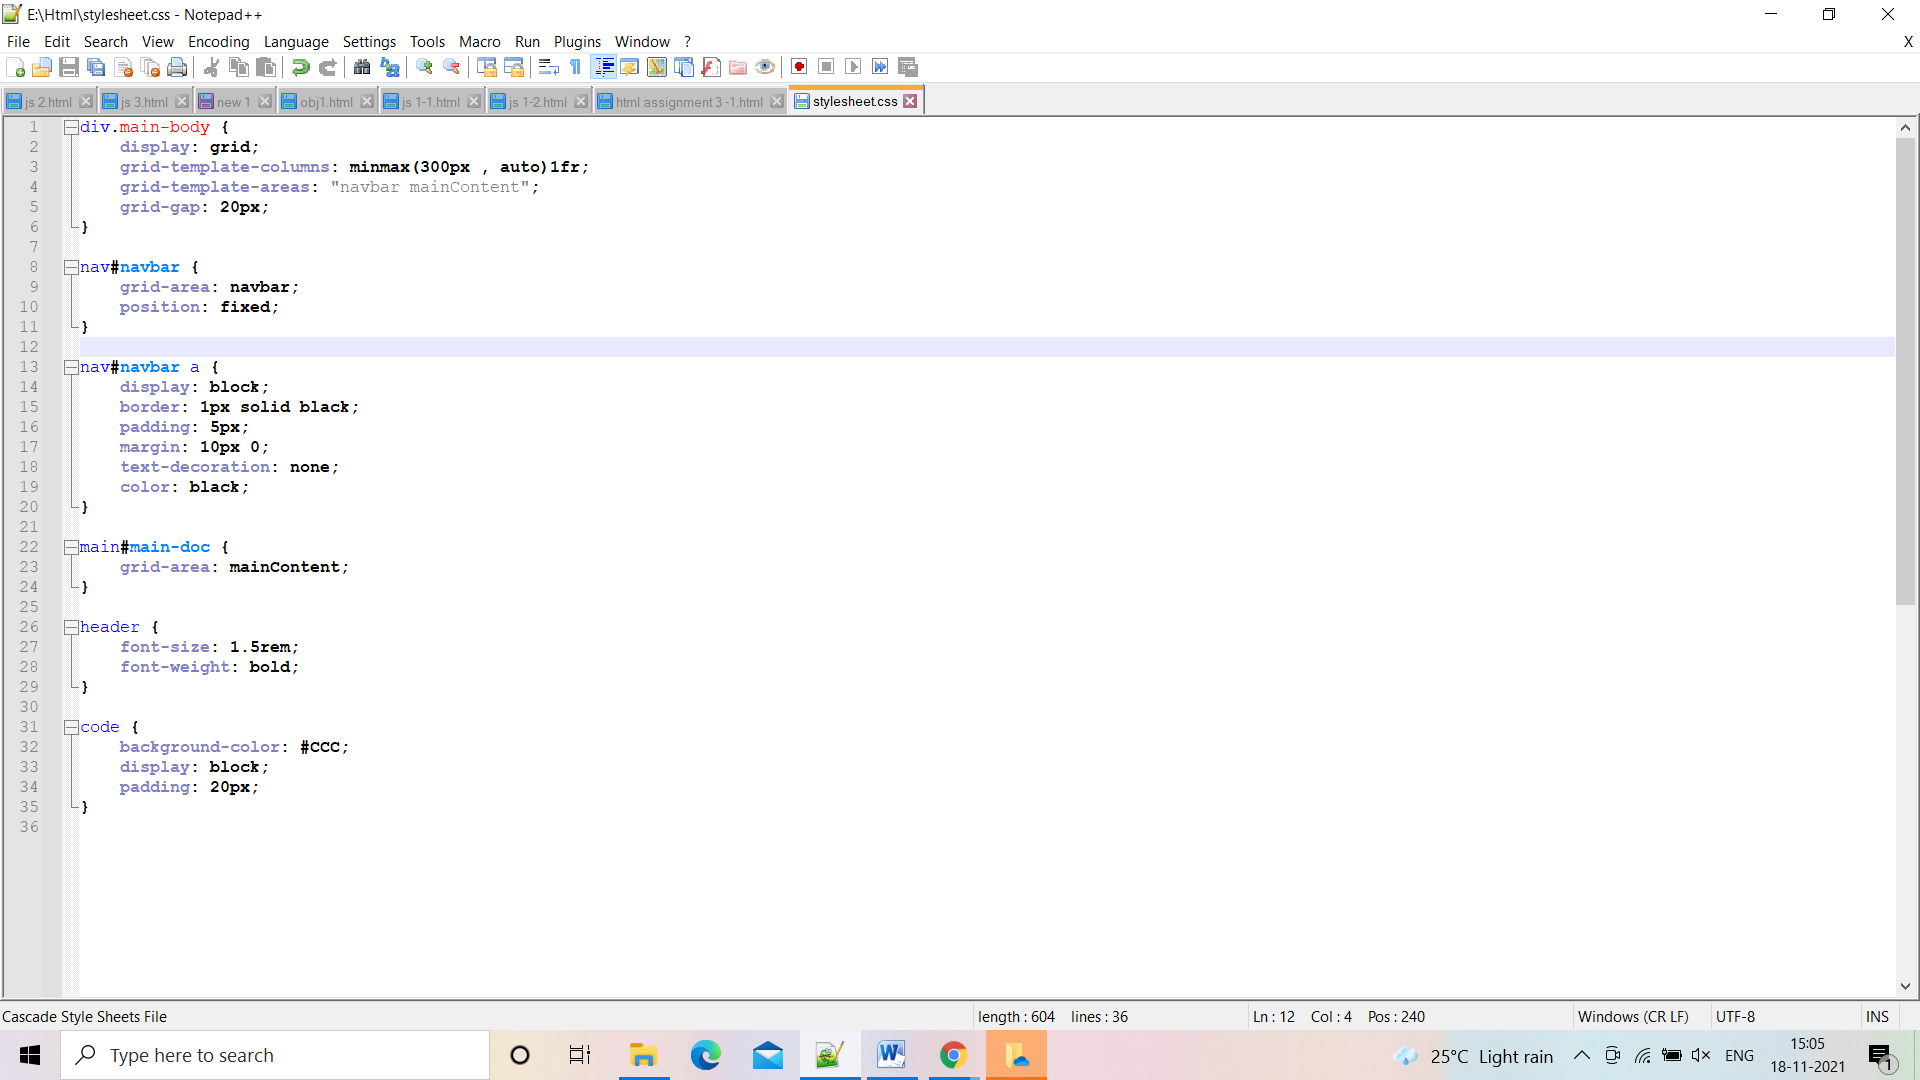 E:\Html\stylesheet.css - Notepad++
File Edit Search View Encoding Language Settings Tools Macro Run Plugins Window ? X
js 2.html js 3.html new 1 obj1.html js 1-1.html js 1-2.html html assignment 3 -1.html stylesheet.css
1 div.main-body {
2 display: grid;
3 grid-template-columns: minmax(300px , auto)1fr;
4 grid-template-areas: "navbar mainContent";
5 grid-gap: 20px;
6 }
7
8 nav#navbar {
9 grid-area: navbar;
10 position: fixed;
11 }
12
13 nav#navbar a {
14 display: block;
15 border: 1px solid black;
16 padding: 5px;
17 margin: 10px 0;
18 text-decoration: none;
19 color: black;
20 }
21
22 main#main-doc {
23 grid-area: mainContent;
24 }
25
26 header {
27 font-size: 1.5rem;
28 font-weight: bold;
29 }
30
31 code {
32 background-color: #CCC;
33 display: block;
34 padding: 20px;
35 }
36
Cascade Style Sheets File length : 604 lines : 36 Ln : 12 Col : 4 Pos : 240 Windows (CR LF) UTF-8 INS
Type here to search 25°C Light rain ENG 15:05
18-11-2021 1